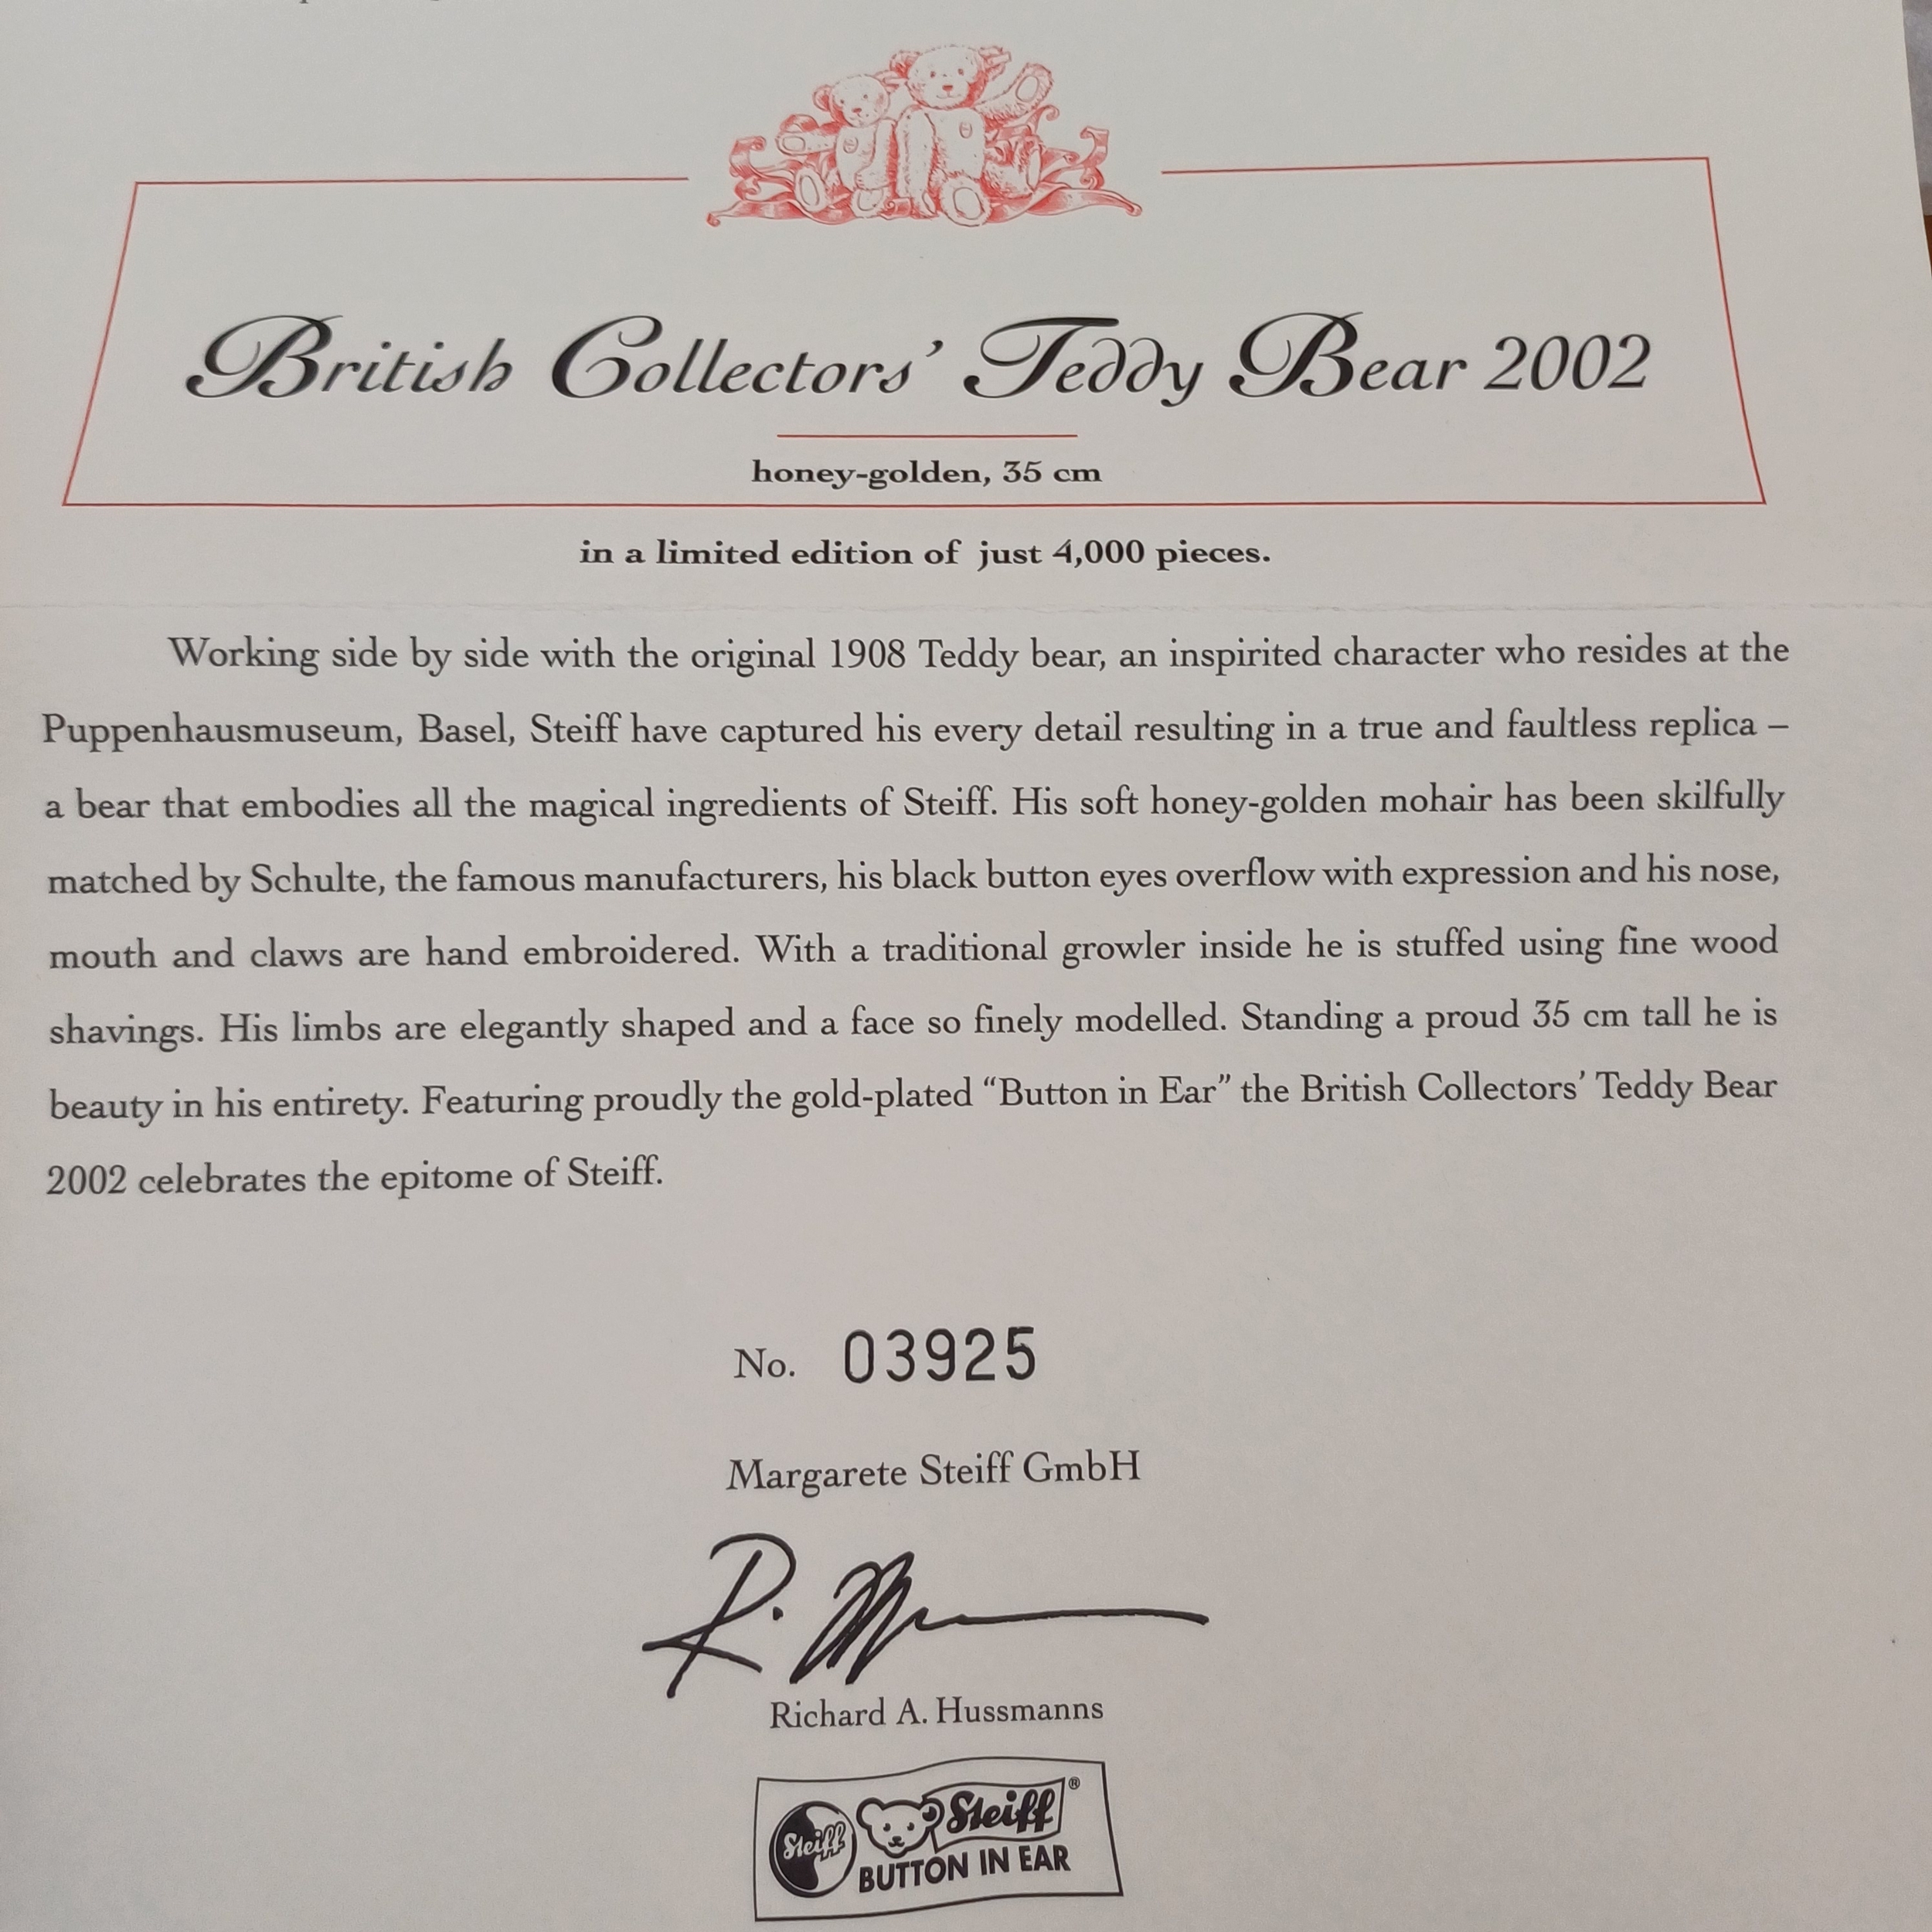 British Collectors' Teddy Bear 2002
honey-golden, 35 cm
in a limited edition of just 4,000 pieces.
Working side by side with the original 1908 Teddy bear, an inspirited character who resides at the
Puppenhausmuseum, Basel, Steiff have captured his every detail resulting in a true and faultless replica –
a bear that embodies all the magical ingredients of Steiff. His soft honey-golden mohair has been skilfully
matched by Schulte, the famous manufacturers, his black button eyes overflow with expression and his nose,
mouth and claws are hand embroidered. With a traditional growler inside he is stuffed using fine wood
shavings. His limbs are elegantly shaped and a face so finely modelled. Standing a proud 35 cm tall he is
beauty in his entirety. Featuring proudly the gold-plated “Button in Ear” the British Collectors’ Teddy Bear
2002 celebrates the epitome of Steiff.
No. 03925
Margarete Steiff GmbH
Richard A. Hussmanns
Steiff Steiff®
BUTTON IN EAR